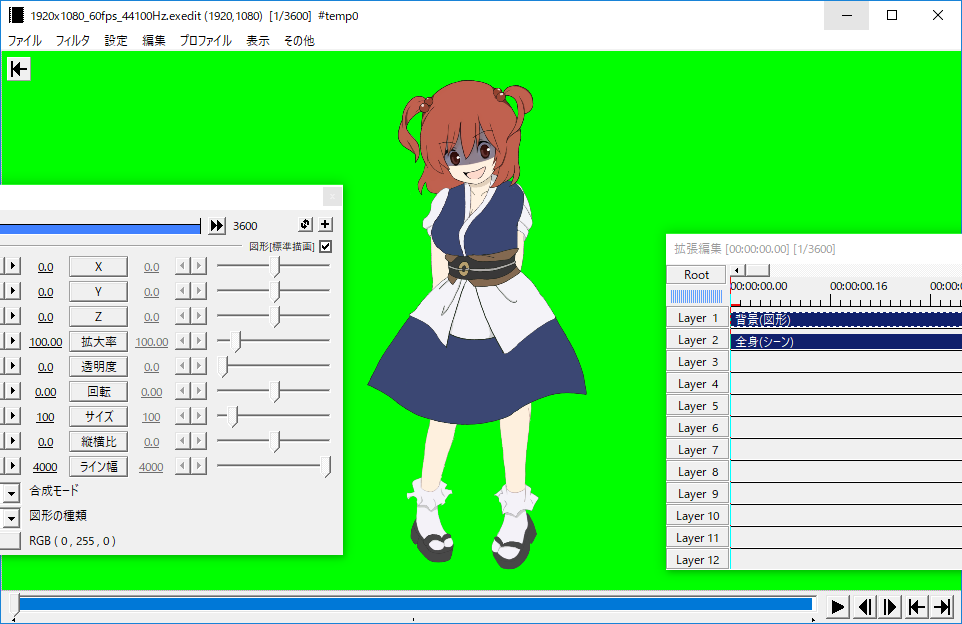 1920x1080_60fps_44100Hz.exedit (1920,1080) [1/3600] #temp0
ファイル フィルタ 設定 編集 プロファイル 表示 その他
3600
図形[標準描画]
0.0 X 0.0
0.0 Y 0.0
0.0 Z 0.0
100.00 拡大率 100.00
0.0 透明度 0.0
0.00 回転 0.00
100 サイズ 100
0.0 縦横比 0.0
4000 ライン幅 4000
合成モード
図形の種類
RGB ( 0 , 255 , 0 )
拡張編集 [00:00:00.00] [1/3600]
Root
00:00:00.00 00:00:00.16 00:00:0
Layer 1 背景(図形)
Layer 2 全身(シーン)
Layer 3
Layer 4
Layer 5
Layer 6
Layer 7
Layer 8
Layer 9
Layer 10
Layer 11
Layer 12